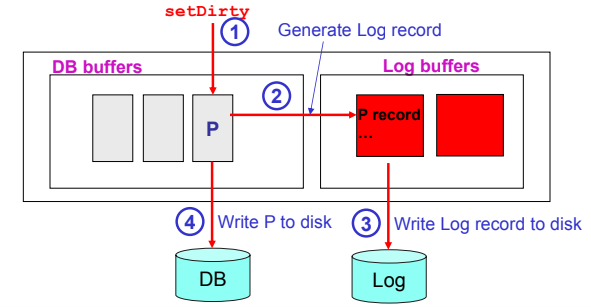 setDirty
1
Generate Log record
DB buffers
Log buffers
2
P
P record
...
4
Write P to disk
3
Write Log record to disk
DB
Log